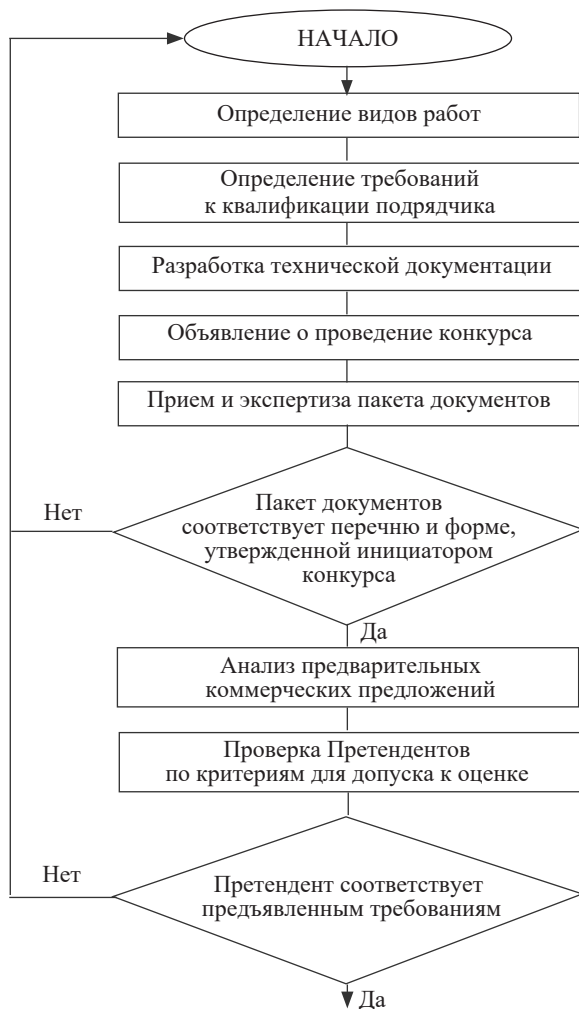 НАЧАЛО
Определение видов работ
Определение требований
к квалификации подрядчика
Разработка технической документации
Объявление о проведение конкурса
Прием и экспертиза пакета документов
Нет
Пакет документов
соответствует перечню и форме,
утвержденной инициатором
конкурса
Да
Анализ предварительных
коммерческих предложений
Проверка Претендентов
по критериям для допуска к оценке
Нет
Претендент соответствует
предъявленным требованиям
Да